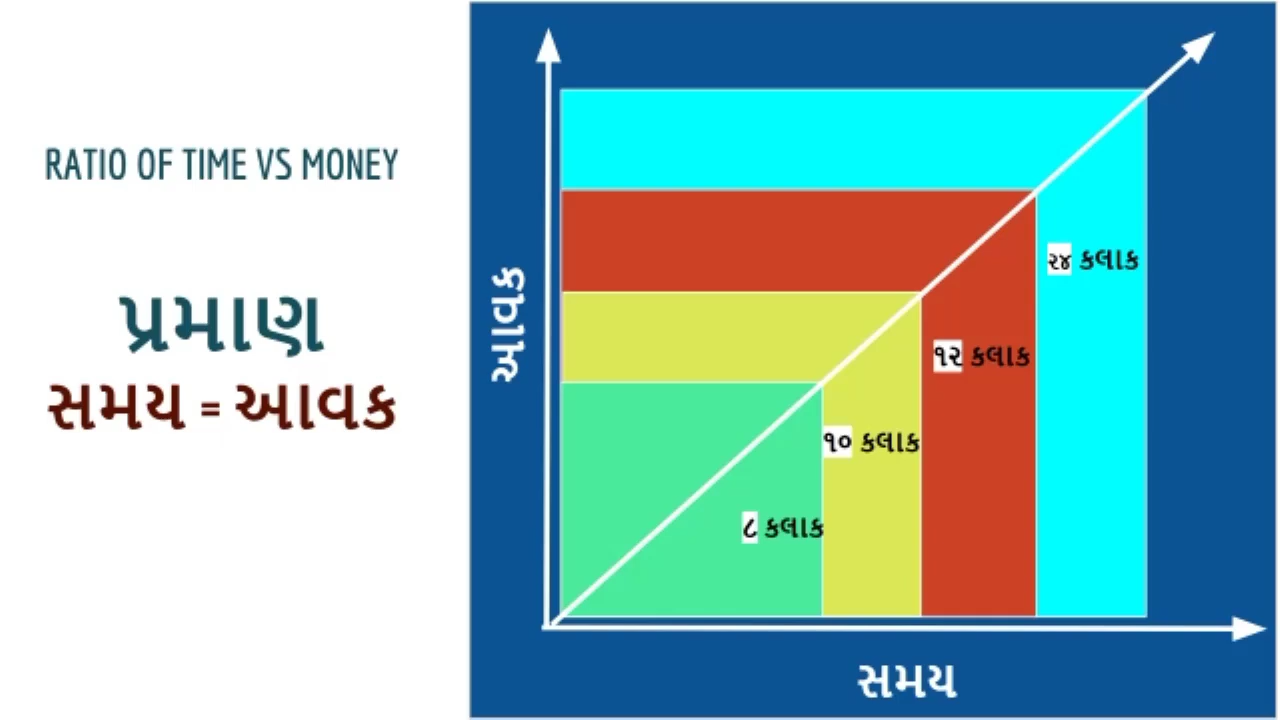 RATIO OF TIME VS MONEY
પ્રમાણ
સમય = આવક
આવક
૨૪ કલાક
૧૨ કલાક
૧૦ કલાક
૮ કલાક
સમય